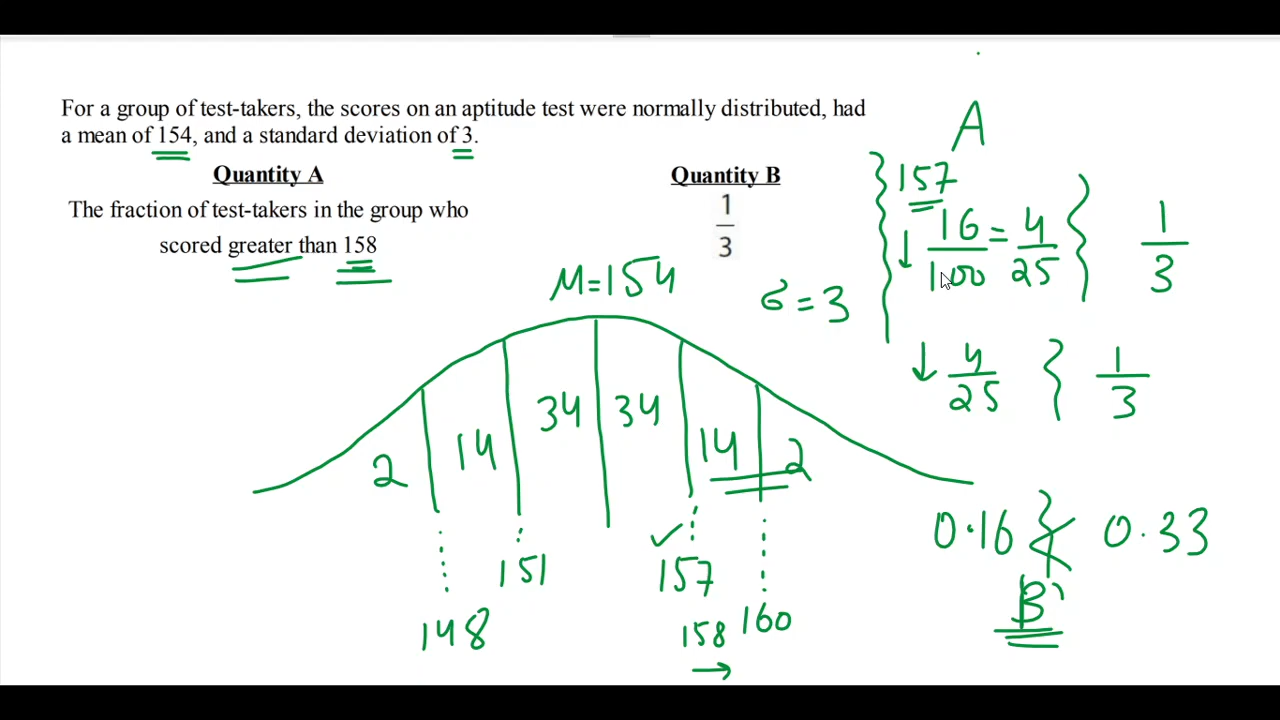 For a group of test-takers, the scores on an aptitude test were normally distributed, had
a mean of 154, and a standard deviation of 3.
Quantity A
Quantity B
The fraction of test-takers in the group who
scored greater than 158
1
3
M=154
σ=3
A
157
↓ 16/100 = 4/25 } 1/3
↓ 4/25 } 1/3
2 14 34 34 14 2
148 151 157 160
158
→
0.16 < 0.33
B